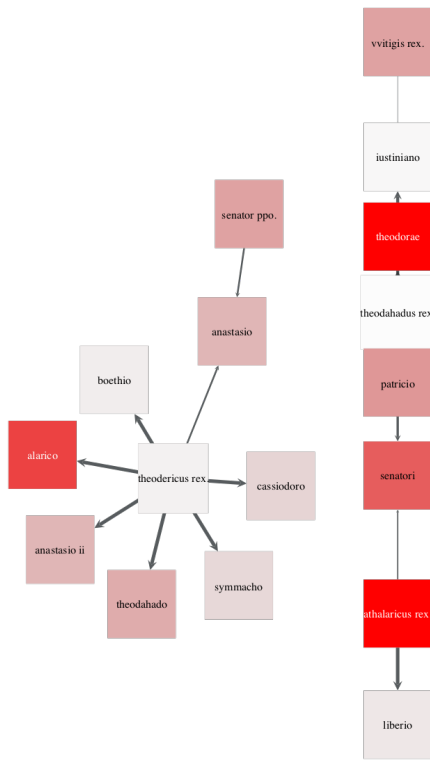 vvitigis rex.
iustiniano
senator ppo.
theodorae
theodahadus rex
anastasio
boethio
patricio
alarico
theodericus rex.
cassiodoro
senatori
anastasio ii
symmacho
theodahado
athalaricus rex
liberio